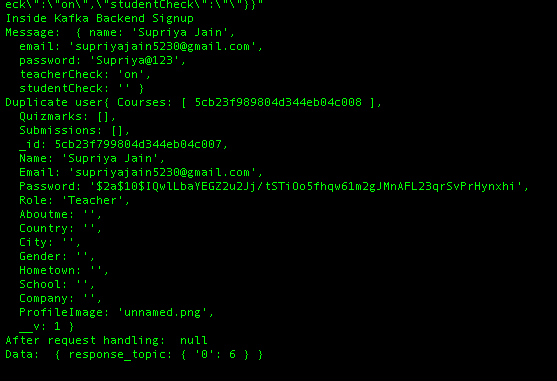 eck\":\"on\",\"studentCheck\":\"\"}}"
Inside Kafka Backend Signup
Message:  { name: 'Supriya Jain',
  email: 'supriyajain5230@gmail.com',
  password: 'Supriya@123',
  teacherCheck: 'on',
  studentCheck: '' }
Duplicate user{ Courses: [ 5cb23f989804d344eb04c008 ],
  Quizmarks: [],
  Submissions: [],
  _id: 5cb23f799804d344eb04c007,
  Name: 'Supriya Jain',
  Email: 'supriyajain5230@gmail.com',
  Password: '$2a$10$IQwlLbaYEGZ2u2Jj/tSTiOo5fhqw61m2gJMnAFL23qrSvPrHynxhi',
  Role: 'Teacher',
  Aboutme: '',
  Country: '',
  City: '',
  Gender: '',
  Hometown: '',
  School: '',
  Company: '',
  ProfileImage: 'unnamed.png',
  __v: 1 }
After request handling:  null
Data:  { response_topic: { '0': 6 } }